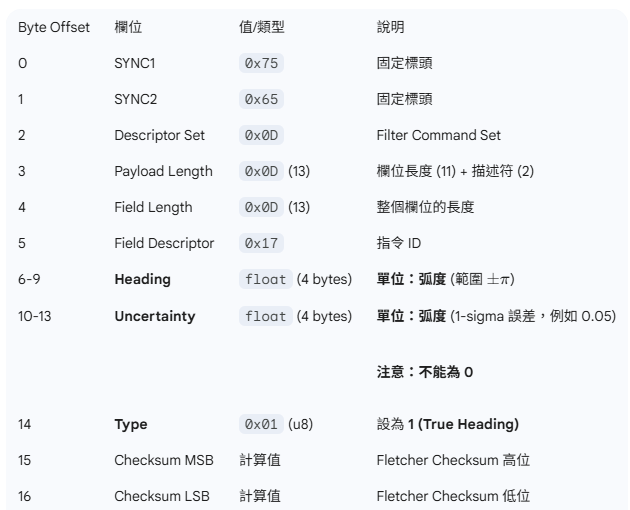 Byte Offset 欄位 值/類型 說明
0 SYNC1 0x75 固定標頭
1 SYNC2 0x65 固定標頭
2 Descriptor Set 0x0D Filter Command Set
3 Payload Length 0x0D (13) 欄位長度 (11) + 描述符 (2)
4 Field Length 0x0D (13) 整個欄位的長度
5 Field Descriptor 0x17 指令 ID
6-9 Heading float (4 bytes) 單位：弧度 (範圍 ±π)
10-13 Uncertainty float (4 bytes) 單位：弧度 (1-sigma 誤差，例如 0.05)
注意：不能為 0
14 Type 0x01 (u8) 設為 1 (True Heading)
15 Checksum MSB 計算值 Fletcher Checksum 高位
16 Checksum LSB 計算值 Fletcher Checksum 低位